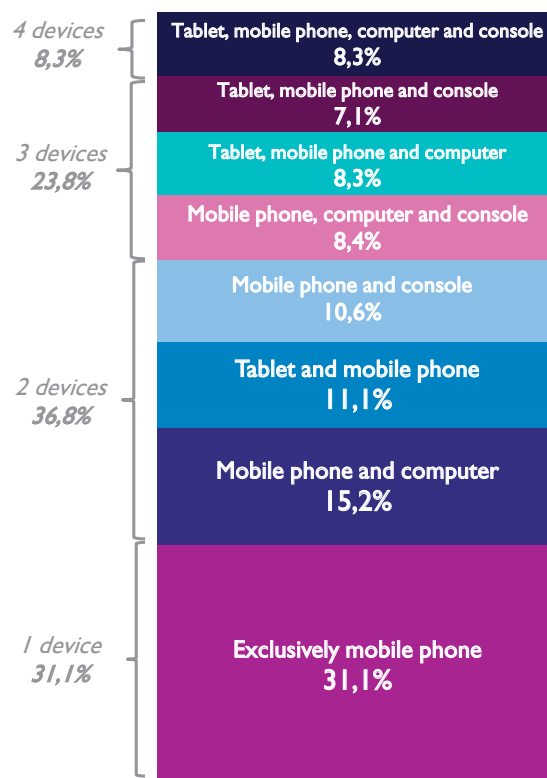 4 devices
8,3%
Tablet, mobile phone, computer and console
8,3%
3 devices
23,8%
Tablet, mobile phone and console
7,1%
Tablet, mobile phone and computer
8,3%
Mobile phone, computer and console
8,4%
2 devices
36,8%
Mobile phone and console
10,6%
Tablet and mobile phone
11,1%
Mobile phone and computer
15,2%
1 device
31,1%
Exclusively mobile phone
31,1%